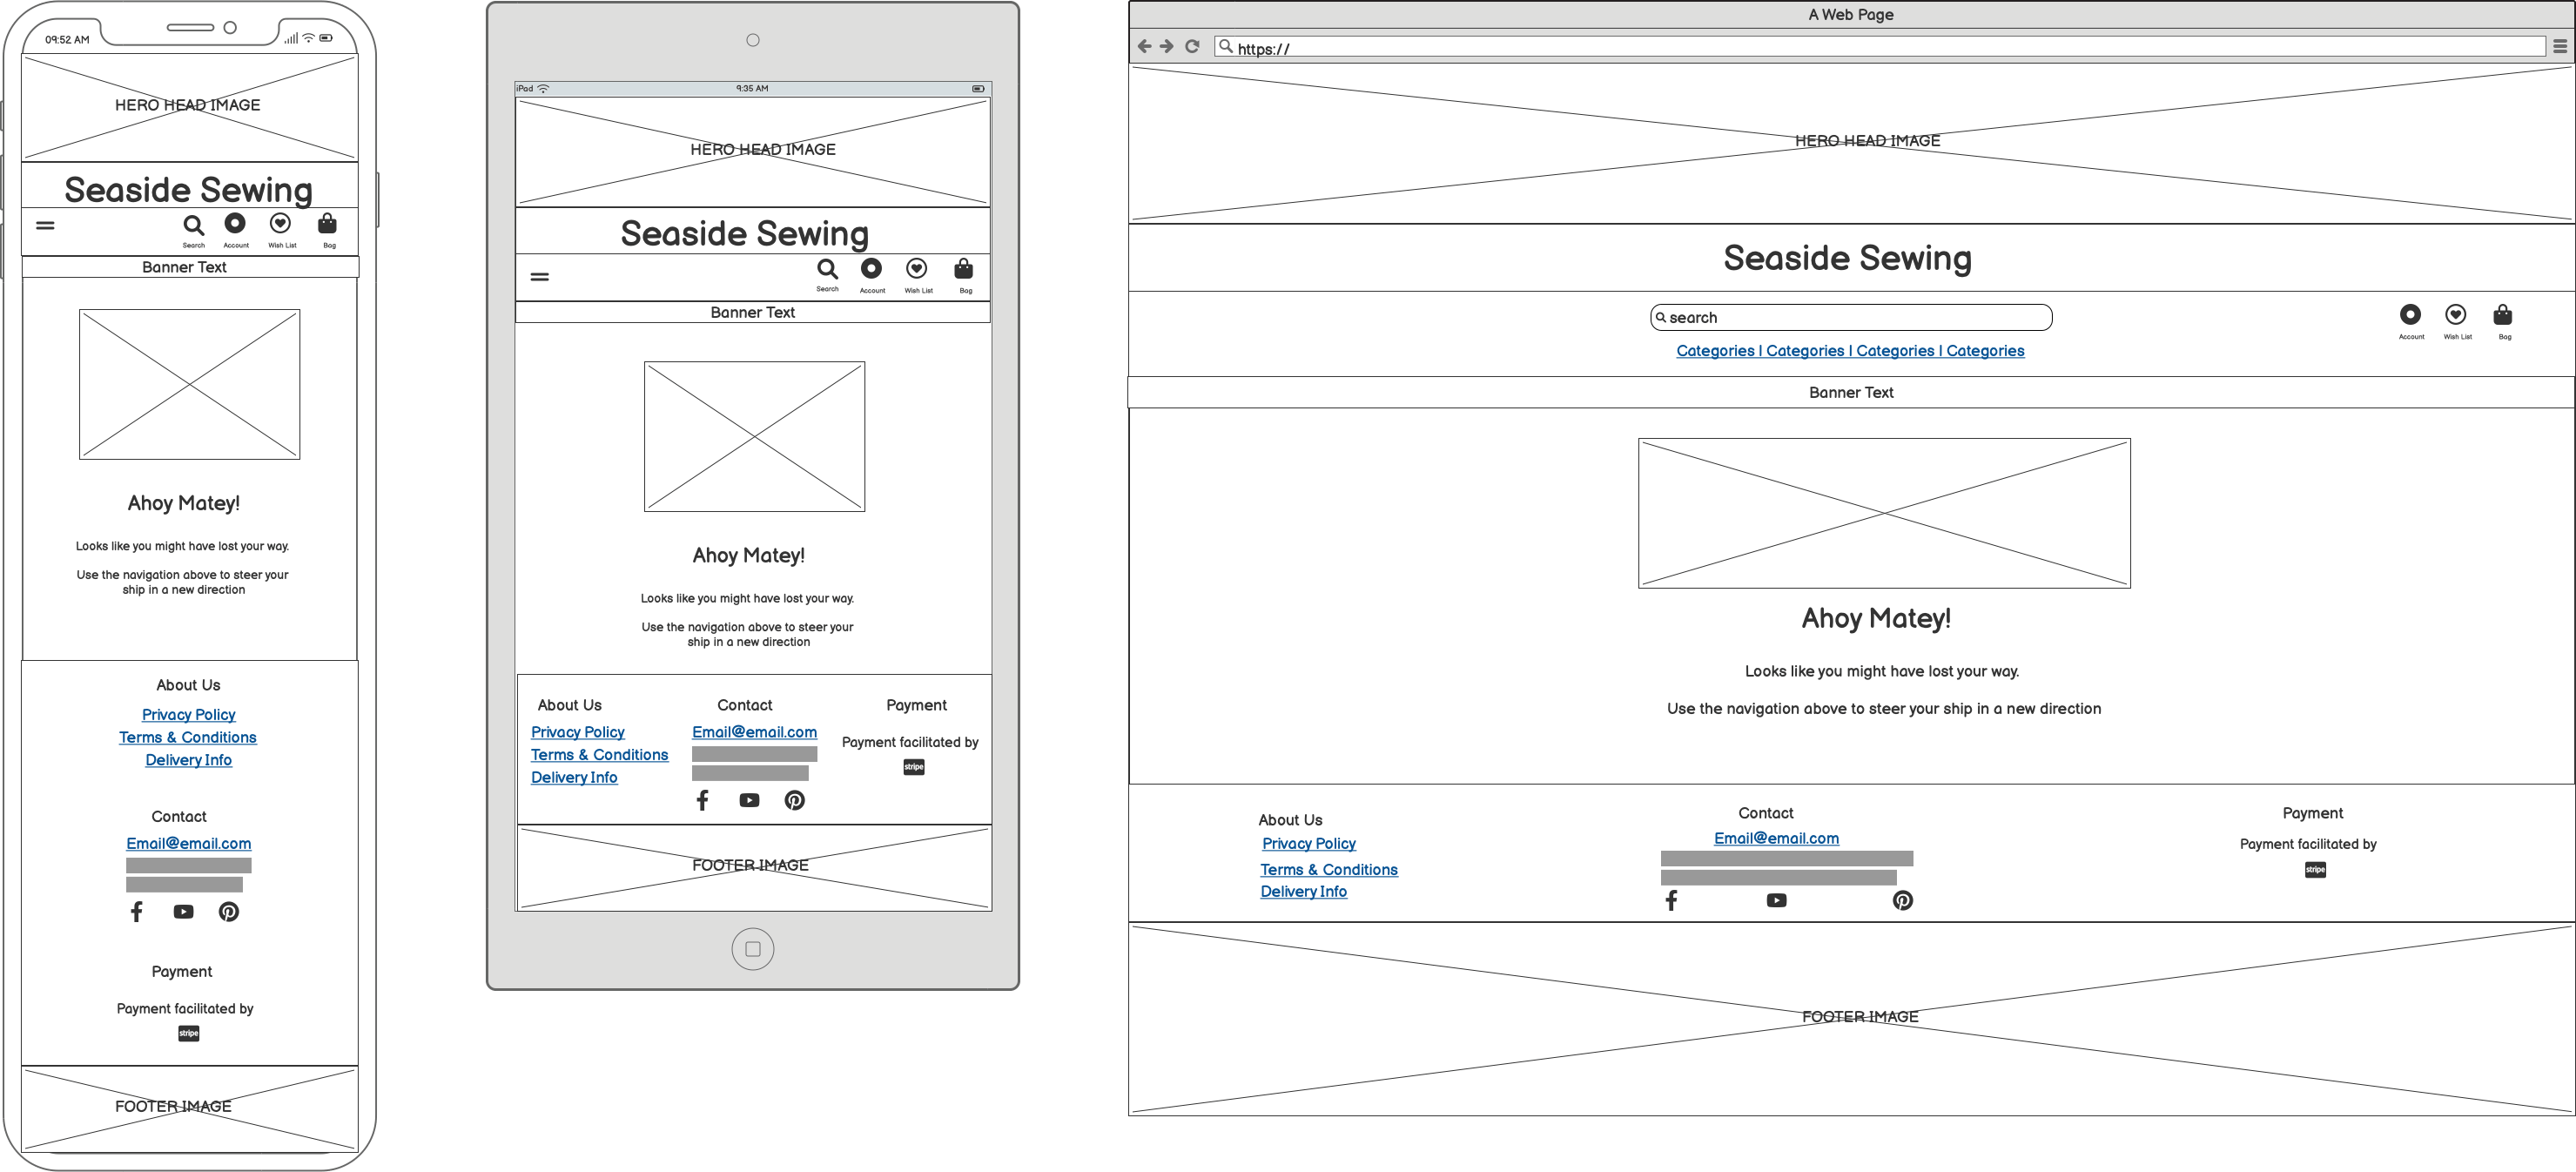 09:52 AM
HERO HEAD IMAGE
Seaside Sewing
Search Account Wish List Bag
Banner Text
Ahoy Matey!
Looks like you might have lost your way.
Use the navigation above to steer your
ship in a new direction
About Us
Privacy Policy
Terms & Conditions
Delivery Info
Contact
Email@email.com
Payment
Payment facilitated by
stripe
FOOTER IMAGE
iPad 9:35 AM
HERO HEAD IMAGE
Seaside Sewing
Search Account Wish List Bag
Banner Text
Ahoy Matey!
Looks like you might have lost your way.
Use the navigation above to steer your
ship in a new direction
About Us
Privacy Policy
Terms & Conditions
Delivery Info
Contact
Email@email.com
Payment
Payment facilitated by
stripe
FOOTER IMAGE
A Web Page
https://
HERO HEAD IMAGE
Seaside Sewing
search
Account Wish List Bag
Categories | Categories | Categories | Categories
Banner Text
Ahoy Matey!
Looks like you might have lost your way.
Use the navigation above to steer your ship in a new direction
About Us
Privacy Policy
Terms & Conditions
Delivery Info
Contact
Email@email.com
Payment
Payment facilitated by
stripe
FOOTER IMAGE